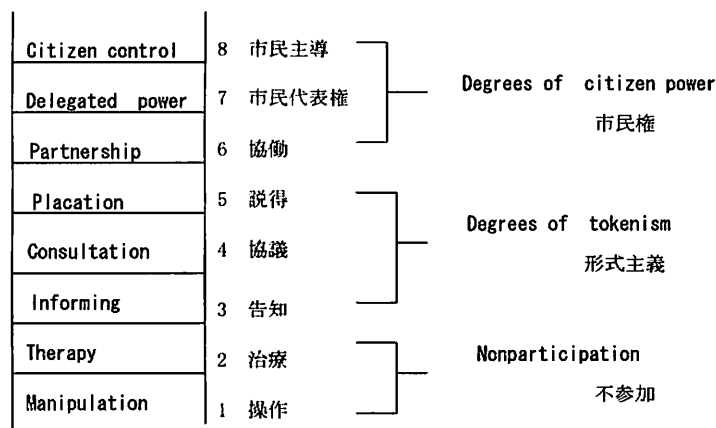 Citizen control 8 市民主導
Delegated power 7 市民代表権
Degrees of citizen power
市民権
Partnership 6 協働
Placation 5 説得
Degrees of tokenism
Consultation 4 協議
形式主義
Informing 3 告知
Therapy 2 治療
Nonparticipation
不参加
Manipulation 1 操作